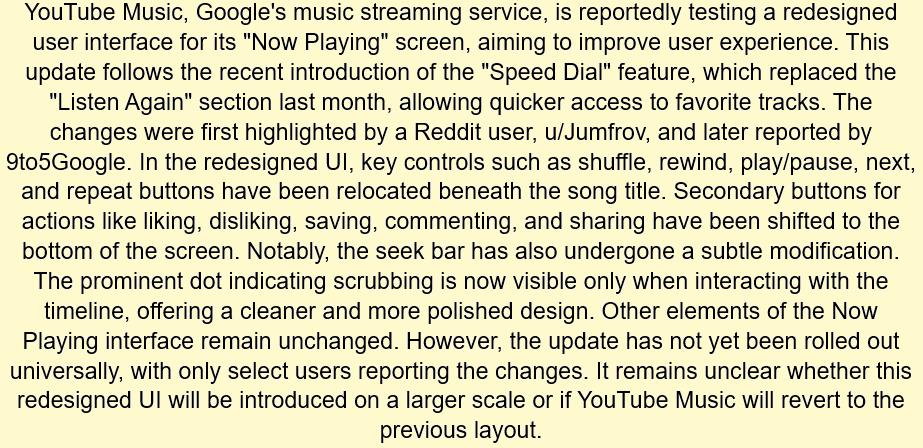 YouTube Music, Google's music streaming service, is reportedly testing a redesigned
user interface for its "Now Playing" screen, aiming to improve user experience. This
update follows the recent introduction of the "Speed Dial" feature, which replaced the
"Listen Again" section last month, allowing quicker access to favorite tracks. The
changes were first highlighted by a Reddit user, u/Jumfrov, and later reported by
9to5Google. In the redesigned UI, key controls such as shuffle, rewind, play/pause, next,
and repeat buttons have been relocated beneath the song title. Secondary buttons for
actions like liking, disliking, saving, commenting, and sharing have been shifted to the
bottom of the screen. Notably, the seek bar has also undergone a subtle modification.
The prominent dot indicating scrubbing is now visible only when interacting with the
timeline, offering a cleaner and more polished design. Other elements of the Now
Playing interface remain unchanged. However, the update has not yet been rolled out
universally, with only select users reporting the changes. It remains unclear whether this
redesigned UI will be introduced on a larger scale or if YouTube Music will revert to the
previous layout.